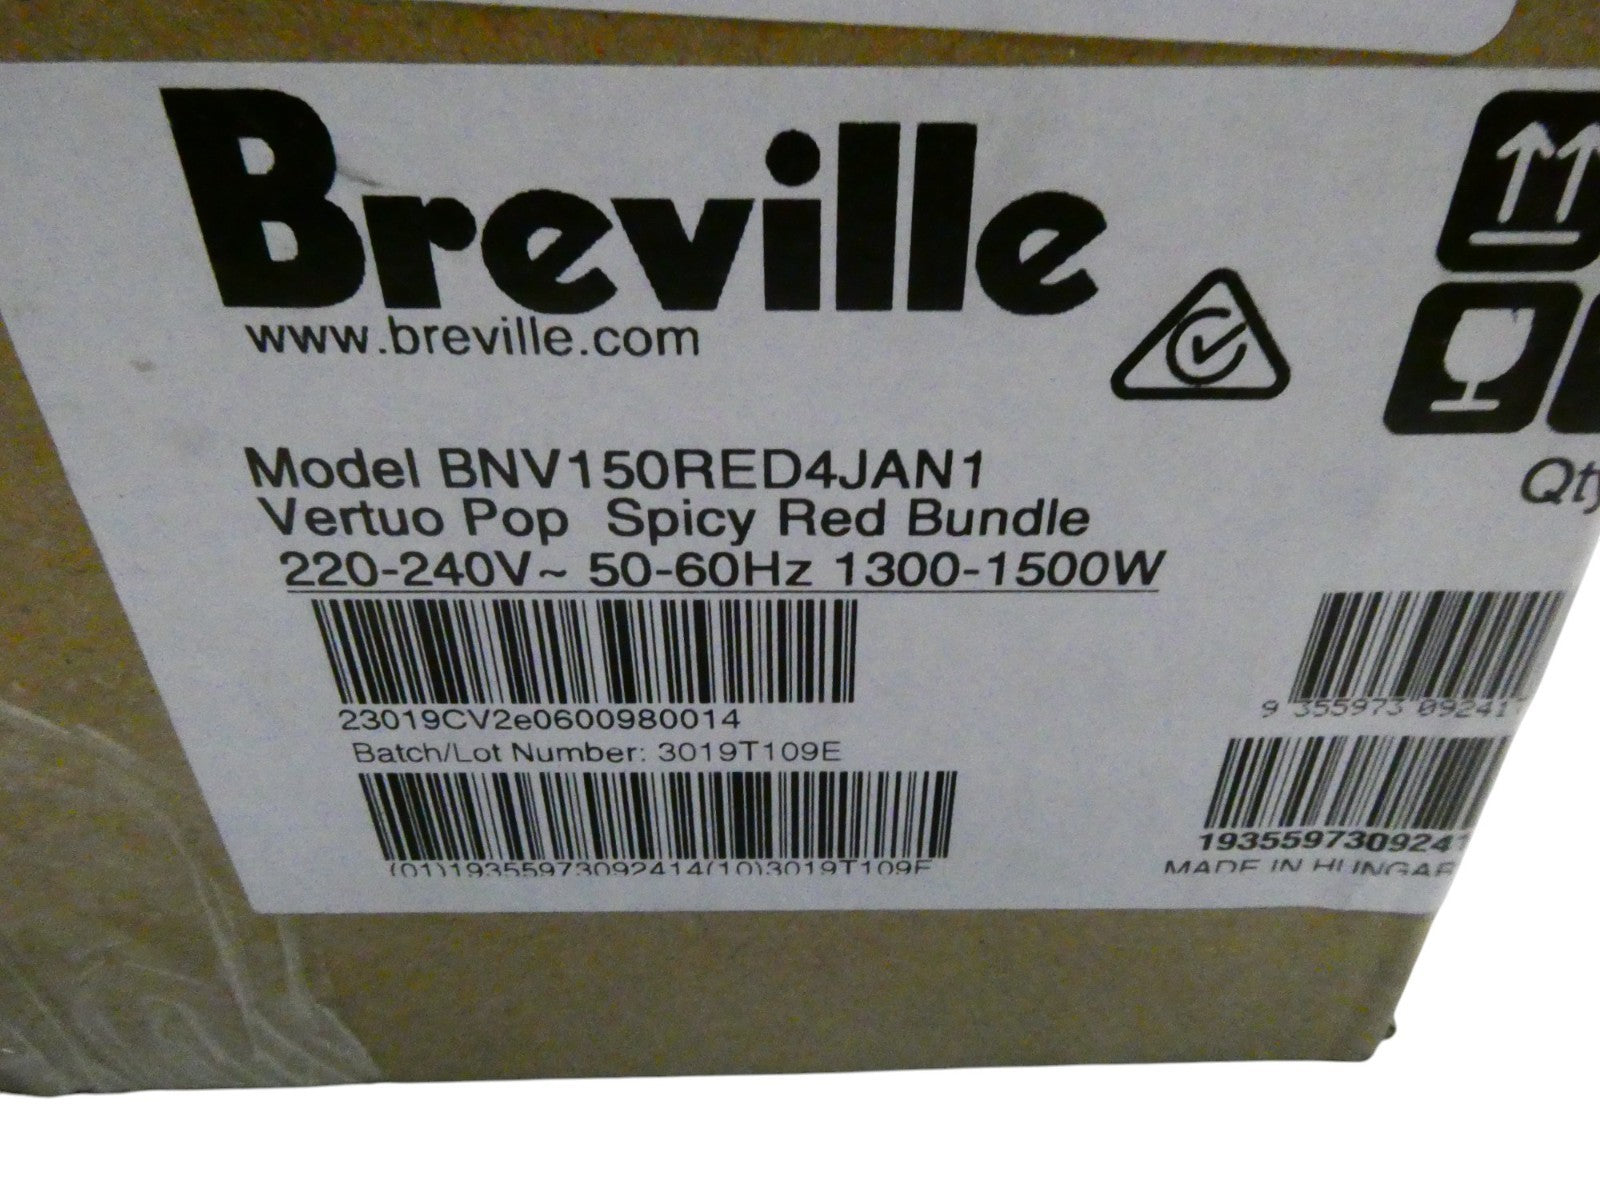 Breville
www.breville.com
Model BNV150RED4JAN1
Vertuo Pop Spicy Red Bundle
220-240V~ 50-60Hz 1300-1500W
23019CV2e0600980014
Batch/Lot Number: 3019T109E
(01)19355973092414(10)3019T109E
Qty
9 355973 09241
1935597309241
MADE IN HUNGAR